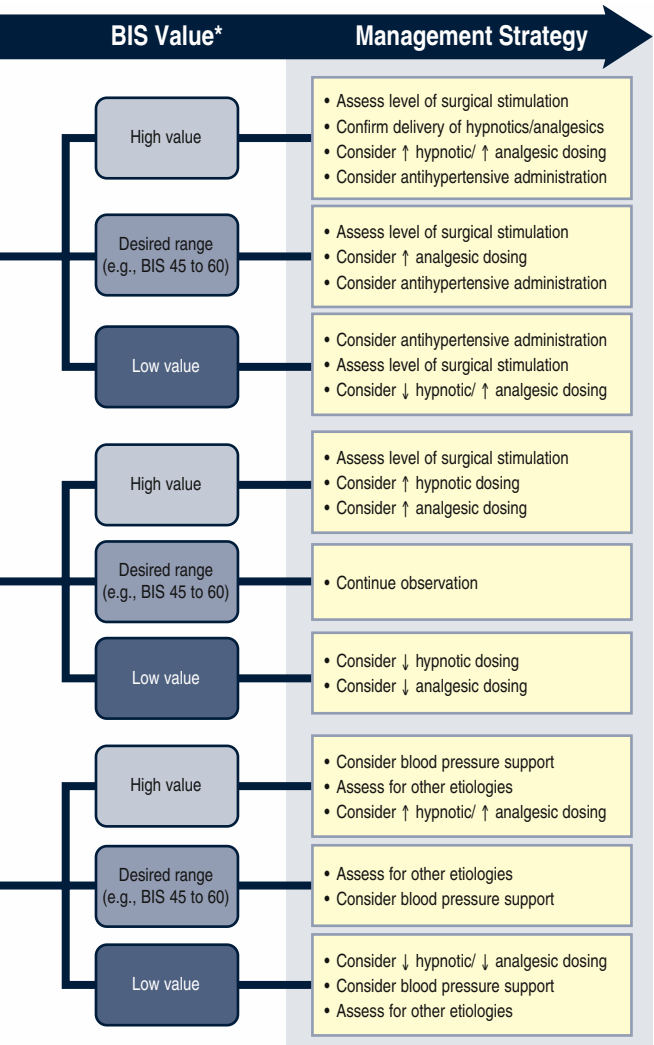 BIS Value*
Management Strategy
High value
• Assess level of surgical stimulation
• Confirm delivery of hypnotics/analgesics
• Consider ↑ hypnotic/ ↑ analgesic dosing
• Consider antihypertensive administration
Desired range
(e.g., BIS 45 to 60)
• Assess level of surgical stimulation
• Consider ↑ analgesic dosing
• Consider antihypertensive administration
Low value
• Consider antihypertensive administration
• Assess level of surgical stimulation
• Consider ↓ hypnotic/ ↑ analgesic dosing
High value
• Assess level of surgical stimulation
• Consider ↑ hypnotic dosing
• Consider ↑ analgesic dosing
Desired range
(e.g., BIS 45 to 60)
• Continue observation
Low value
• Consider ↓ hypnotic dosing
• Consider ↓ analgesic dosing
High value
• Consider blood pressure support
• Assess for other etiologies
• Consider ↑ hypnotic/ ↑ analgesic dosing
Desired range
(e.g., BIS 45 to 60)
• Assess for other etiologies
• Consider blood pressure support
Low value
• Consider ↓ hypnotic/ ↓ analgesic dosing
• Consider blood pressure support
• Assess for other etiologies